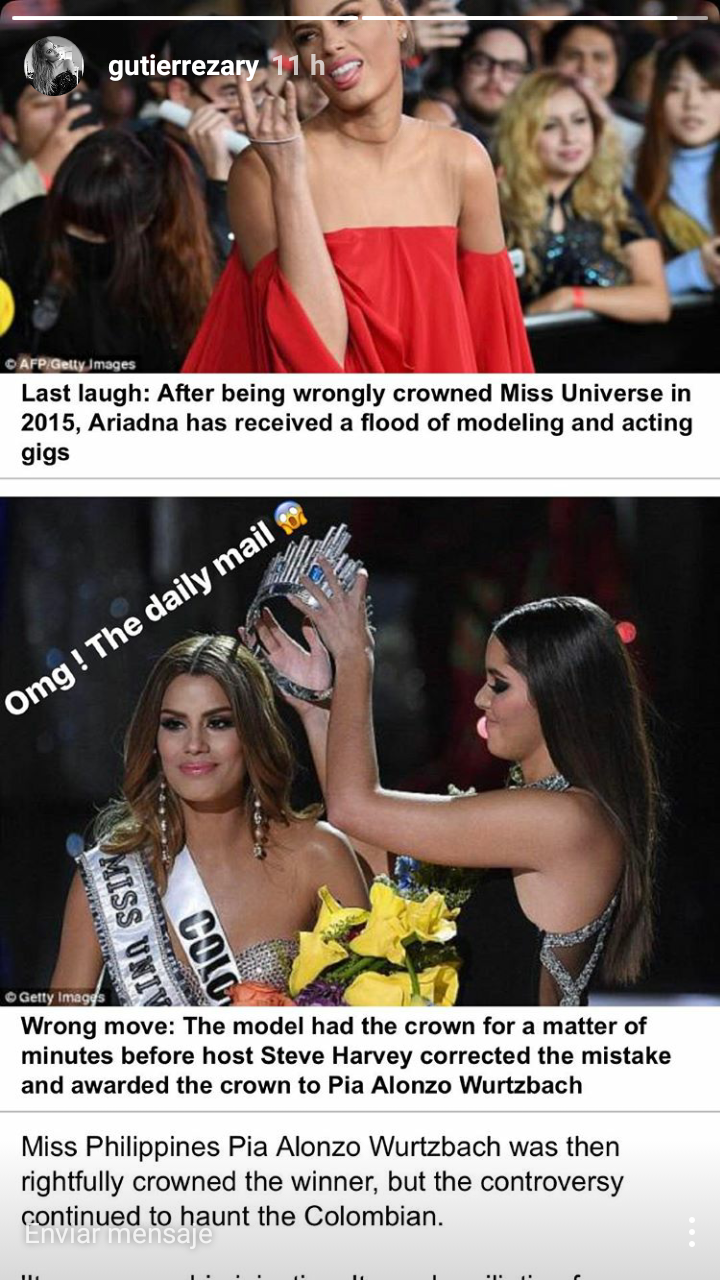 gutierrezary 11 h
© AFP/Getty Images
Last laugh: After being wrongly crowned Miss Universe in
2015, Ariadna has received a flood of modeling and acting
gigs
Omg ! The daily mail 😱
MISS UNIV
COLO
© Getty Images
Wrong move: The model had the crown for a matter of
minutes before host Steve Harvey corrected the mistake
and awarded the crown to Pia Alonzo Wurtzbach
Miss Philippines Pia Alonzo Wurtzbach was then
rightfully crowned the winner, but the controversy
continued to haunt the Colombian.
Enviar mensaje